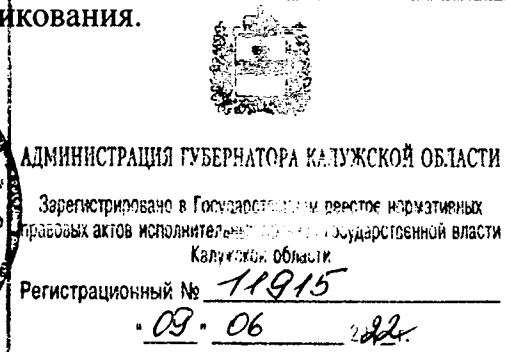 икования.
АДМИНИСТРАЦИЯ ГУБЕРНАТОРА КАЛУЖСКОЙ ОБЛАСТИ
Зарегистрировано в Государственном реестре нормативных
правовых актов исполнительных государственной власти
Калужской области
Регистрационный № 11915
"09" 06 2022г.